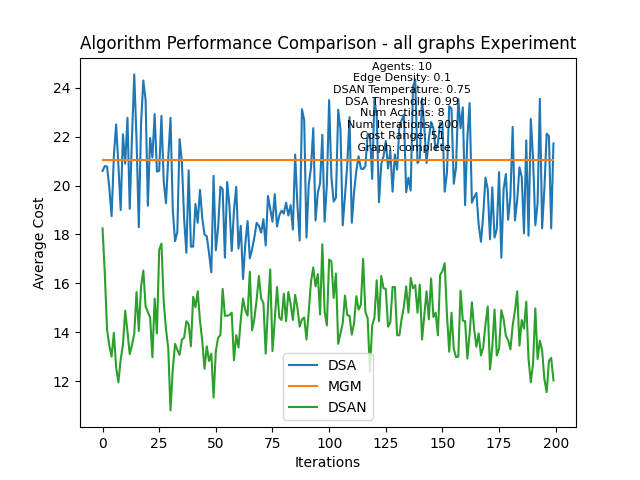 Algorithm Performance Comparison - all graphs Experiment
Agents: 10
Edge Density: 0.1
DSAN Temperature: 0.75
DSA Threshold: 0.99
Num Actions: 8
Num Iterations: 200
Cost Range: 51
Graph: complete
24
22
20
18
16
14
12
Average Cost
DSA
MGM
DSAN
0
25
50
75
100
125
150
175
200
Iterations